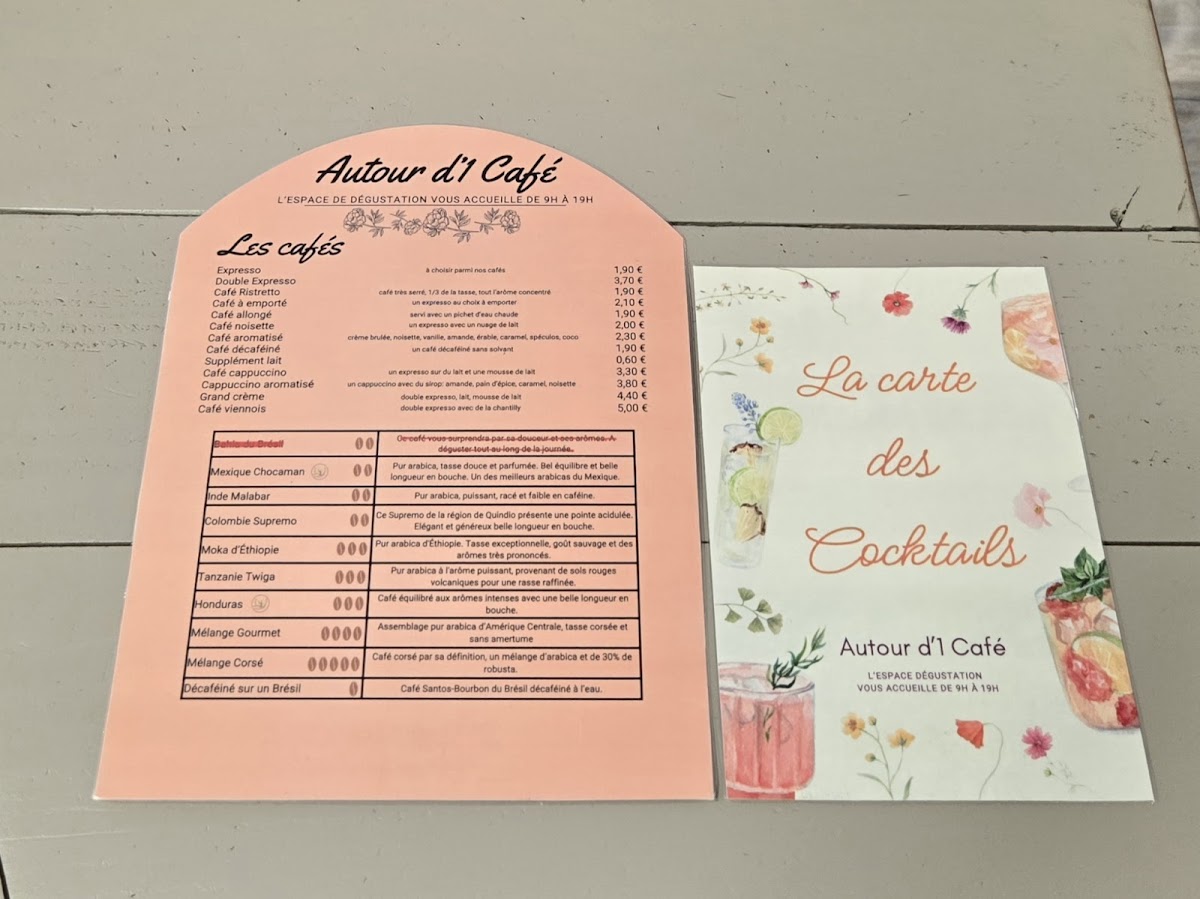 Autour d'1 Café
L'ESPACE DE DÉGUSTATION VOUS ACCUEILLE DE 9H À 19H
Les cafés
Expresso à choisir parmi nos cafés 1,90 €
Double Expresso 3,70 €
Café Ristretto café très serré, 1/3 de la tasse, tout l'arôme concentré 1,90 €
Café à emporté un expresso au choix à emporter 2,10 €
Café allongé servi avec un pichet d'eau chaude 1,90 €
Café noisette un expresso avec un nuage de lait 2,00 €
Café aromatisé crème brulée, noisette, vanille, amande, érable, caramel, spéculos, coco 2,30 €
Café décaféiné un café décaféiné sans solvant 1,90 €
Supplément lait 0,60 €
Café cappuccino un expresso sur du lait et une mousse de lait 3,30 €
Cappuccino aromatisé un cappuccino avec du sirop: amande, pain d'épice, caramel, noisette 3,80 €
Grand crème double expresso, lait, mousse de lait 4,40 €
Café viennois double expresso avec de la chantilly 5,00 €
Bahia du Brésil Ce café vous surprendra par sa douceur et ses arômes. A
déguster tout au long de la journée.
Mexique Chocaman Pur arabica, tasse douce et parfumée. Bel équilibre et belle
longueur en bouche. Un des meilleurs arabicas du Mexique.
Inde Malabar Pur arabica, puissant, racé et faible en caféine.
Colombie Supremo Ce Supremo de la région de Quindio présente une pointe acidulée.
Elégant et généreux belle longueur en bouche.
Moka d'Éthiopie Pur arabica d'Éthiopie. Tasse exceptionnelle, goût sauvage et des
arômes très prononcés.
Tanzanie Twiga Pur arabica à l'arôme puissant, provenant de sols rouges
volcaniques pour une rasse raffinée.
Honduras Café équilibré aux arômes intenses avec une belle longueur en
bouche.
Mélange Gourmet Assemblage pur arabica d'Amérique Centrale, tasse corsée et
sans amertume
Mélange Corsé Café corsé par sa définition, un mélange d'arabica et de 30% de
robusta.
Décaféiné sur un Brésil Café Santos-Bourbon du Brésil décaféiné à l'eau.
La carte
des
Cocktails
Autour d'1 Café
L'ESPACE DÉGUSTATION
VOUS ACCUEILLE DE 9H À 19H